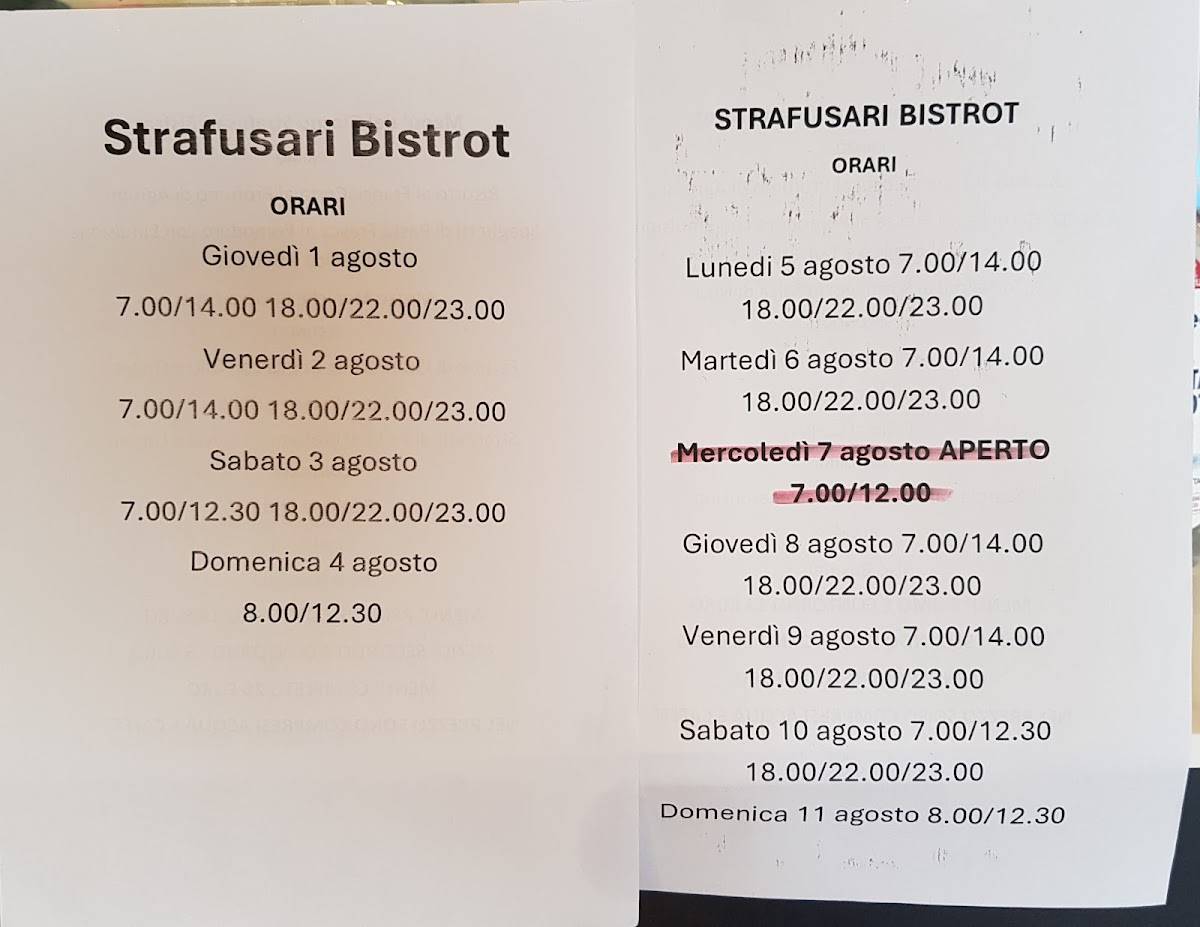 Strafusari Bistrot
ORARI
Giovedì 1 agosto
7.00/14.00 18.00/22.00/23.00
Venerdì 2 agosto
7.00/14.00 18.00/22.00/23.00
Sabato 3 agosto
7.00/12.30 18.00/22.00/23.00
Domenica 4 agosto
8.00/12.30
STRAFUSARI BISTROT
ORARI
Lunedi 5 agosto 7.00/14.00
18.00/22.00/23.00
Martedì 6 agosto 7.00/14.00
18.00/22.00/23.00
Mercoledì 7 agosto APERTO
7.00/12.00
Giovedì 8 agosto 7.00/14.00
18.00/22.00/23.00
Venerdì 9 agosto 7.00/14.00
18.00/22.00/23.00
Sabato 10 agosto 7.00/12.30
18.00/22.00/23.00
Domenica 11 agosto 8.00/12.30